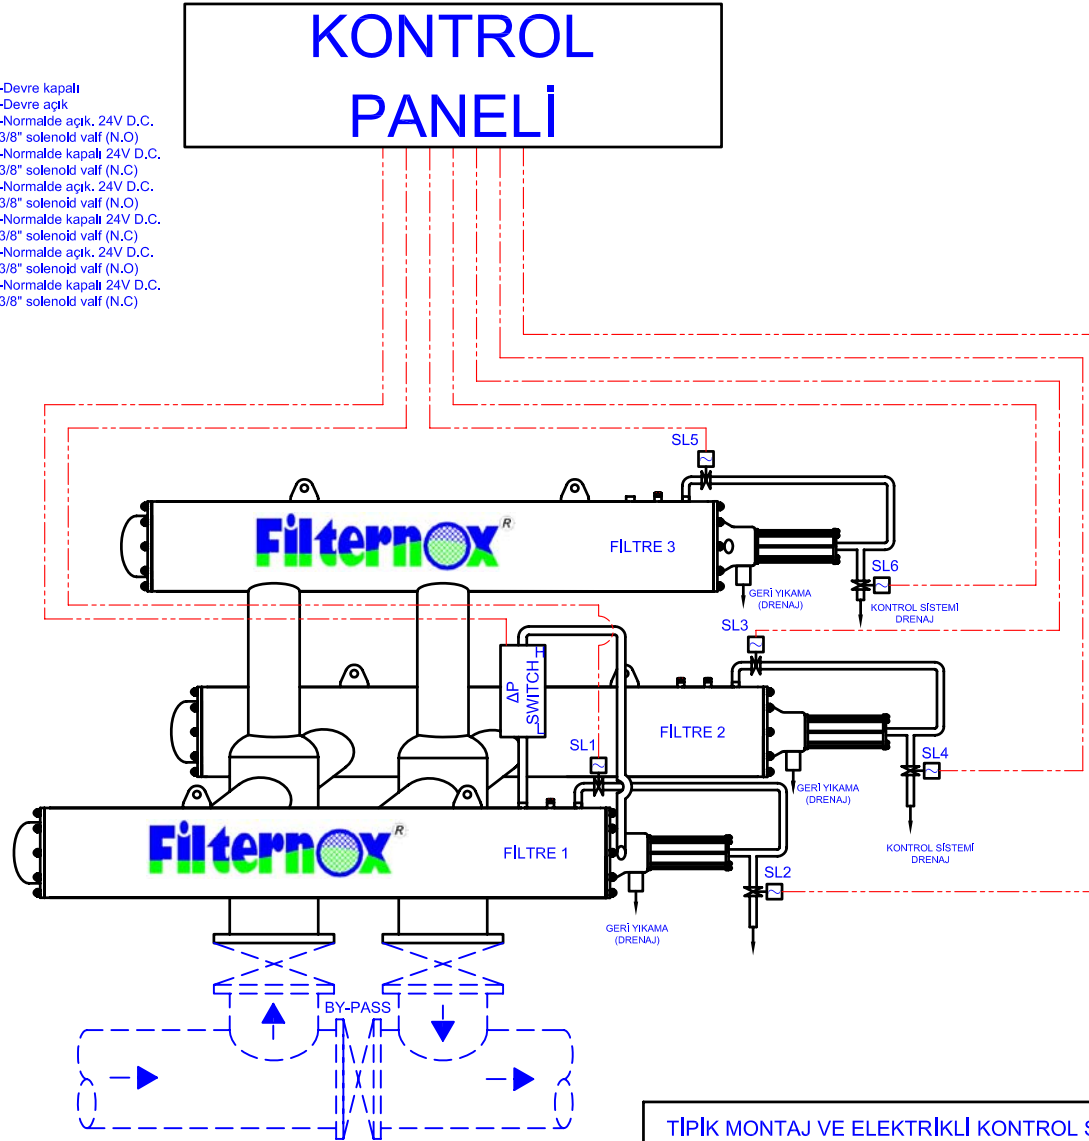 KONTROL
PANELİ
-Devre kapalı
-Devre açık
-Normalde açık. 24V D.C.
3/8" solenoid valf (N.O)
-Normalde kapalı 24V D.C.
3/8" solenoid valf (N.C)
-Normalde açık. 24V D.C.
3/8" solenoid valf (N.O)
-Normalde kapalı 24V D.C.
3/8" solenoid valf (N.C)
-Normalde açık. 24V D.C.
3/8" solenoid valf (N.O)
-Normalde kapalı 24V D.C.
3/8" solenoid valf (N.C)
SL5
Filternox R
FİLTRE 3
SL6
GERİ YIKAMA
(DRENAJ)
KONTROL SİSTEMİ
DRENAJ
SL3
ΔP
SWITCH
H
L
FİLTRE 2
SL1
SL4
GERİ YIKAMA
(DRENAJ)
Filternox R
FİLTRE 1
KONTROL SİSTEMİ
DRENAJ
SL2
GERİ YIKAMA
(DRENAJ)
BY-PASS
TİPİK MONTAJ VE ELEKTRİKLİ KONTROL S